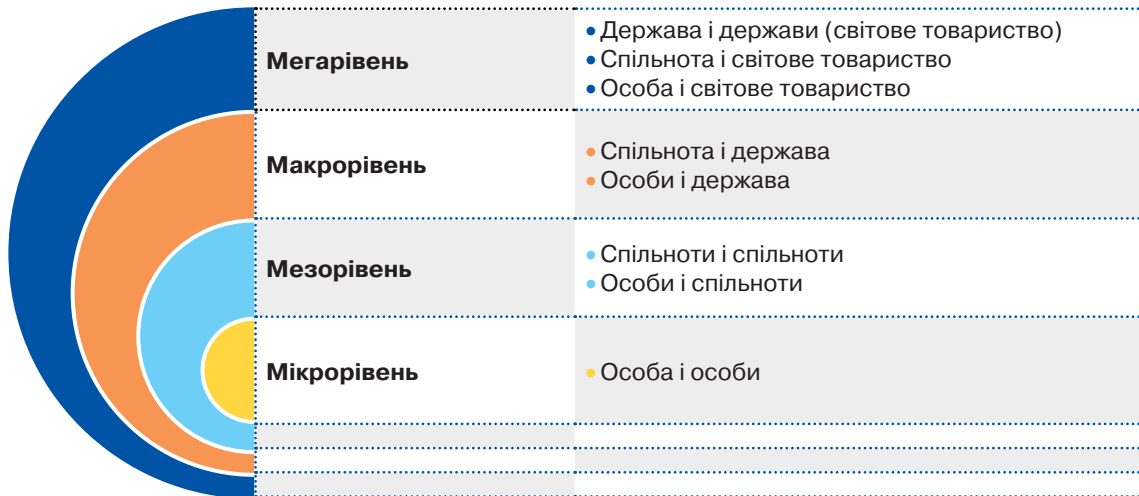 Мегарівень
• Держава і держави (світове товариство)
• Спільнота і світове товариство
• Особа і світове товариство
Макрорівень
• Спільнота і держава
• Особи і держава
Мезорівень
• Спільноти і спільноти
• Особи і спільноти
Мікрорівень
• Особа і особи